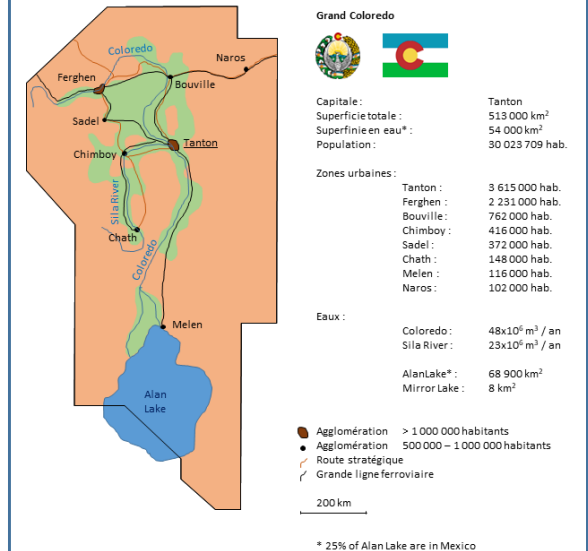 Grand Coloredo
Coloredo
Naros
Ferghen
Bouville
Sadel
Tanton
Chimboy
Sila River
Chath
Coloredo
Melen
Alan
Lake
Capitale : Tanton
Superficie totale : 513 000 km²
Superfinie en eau* : 54 000 km²
Population : 30 023 709 hab.
Zones urbaines :
Tanton : 3 615 000 hab.
Ferghen : 2 231 000 hab.
Bouville : 762 000 hab.
Chimboy : 416 000 hab.
Sadel : 372 000 hab.
Chath : 148 000 hab.
Melen : 116 000 hab.
Naros : 102 000 hab.
Eaux :
Coloredo : 48x10⁶ m³ / an
Sila River : 23x10⁶ m³ / an
AlanLake* : 68 900 km²
Mirror Lake : 8 km²
Agglomération > 1 000 000 habitants
Agglomération 500 000 – 1 000 000 habitants
Route stratégique
Grande ligne ferroviaire
200 km
* 25% of Alan Lake are in Mexico